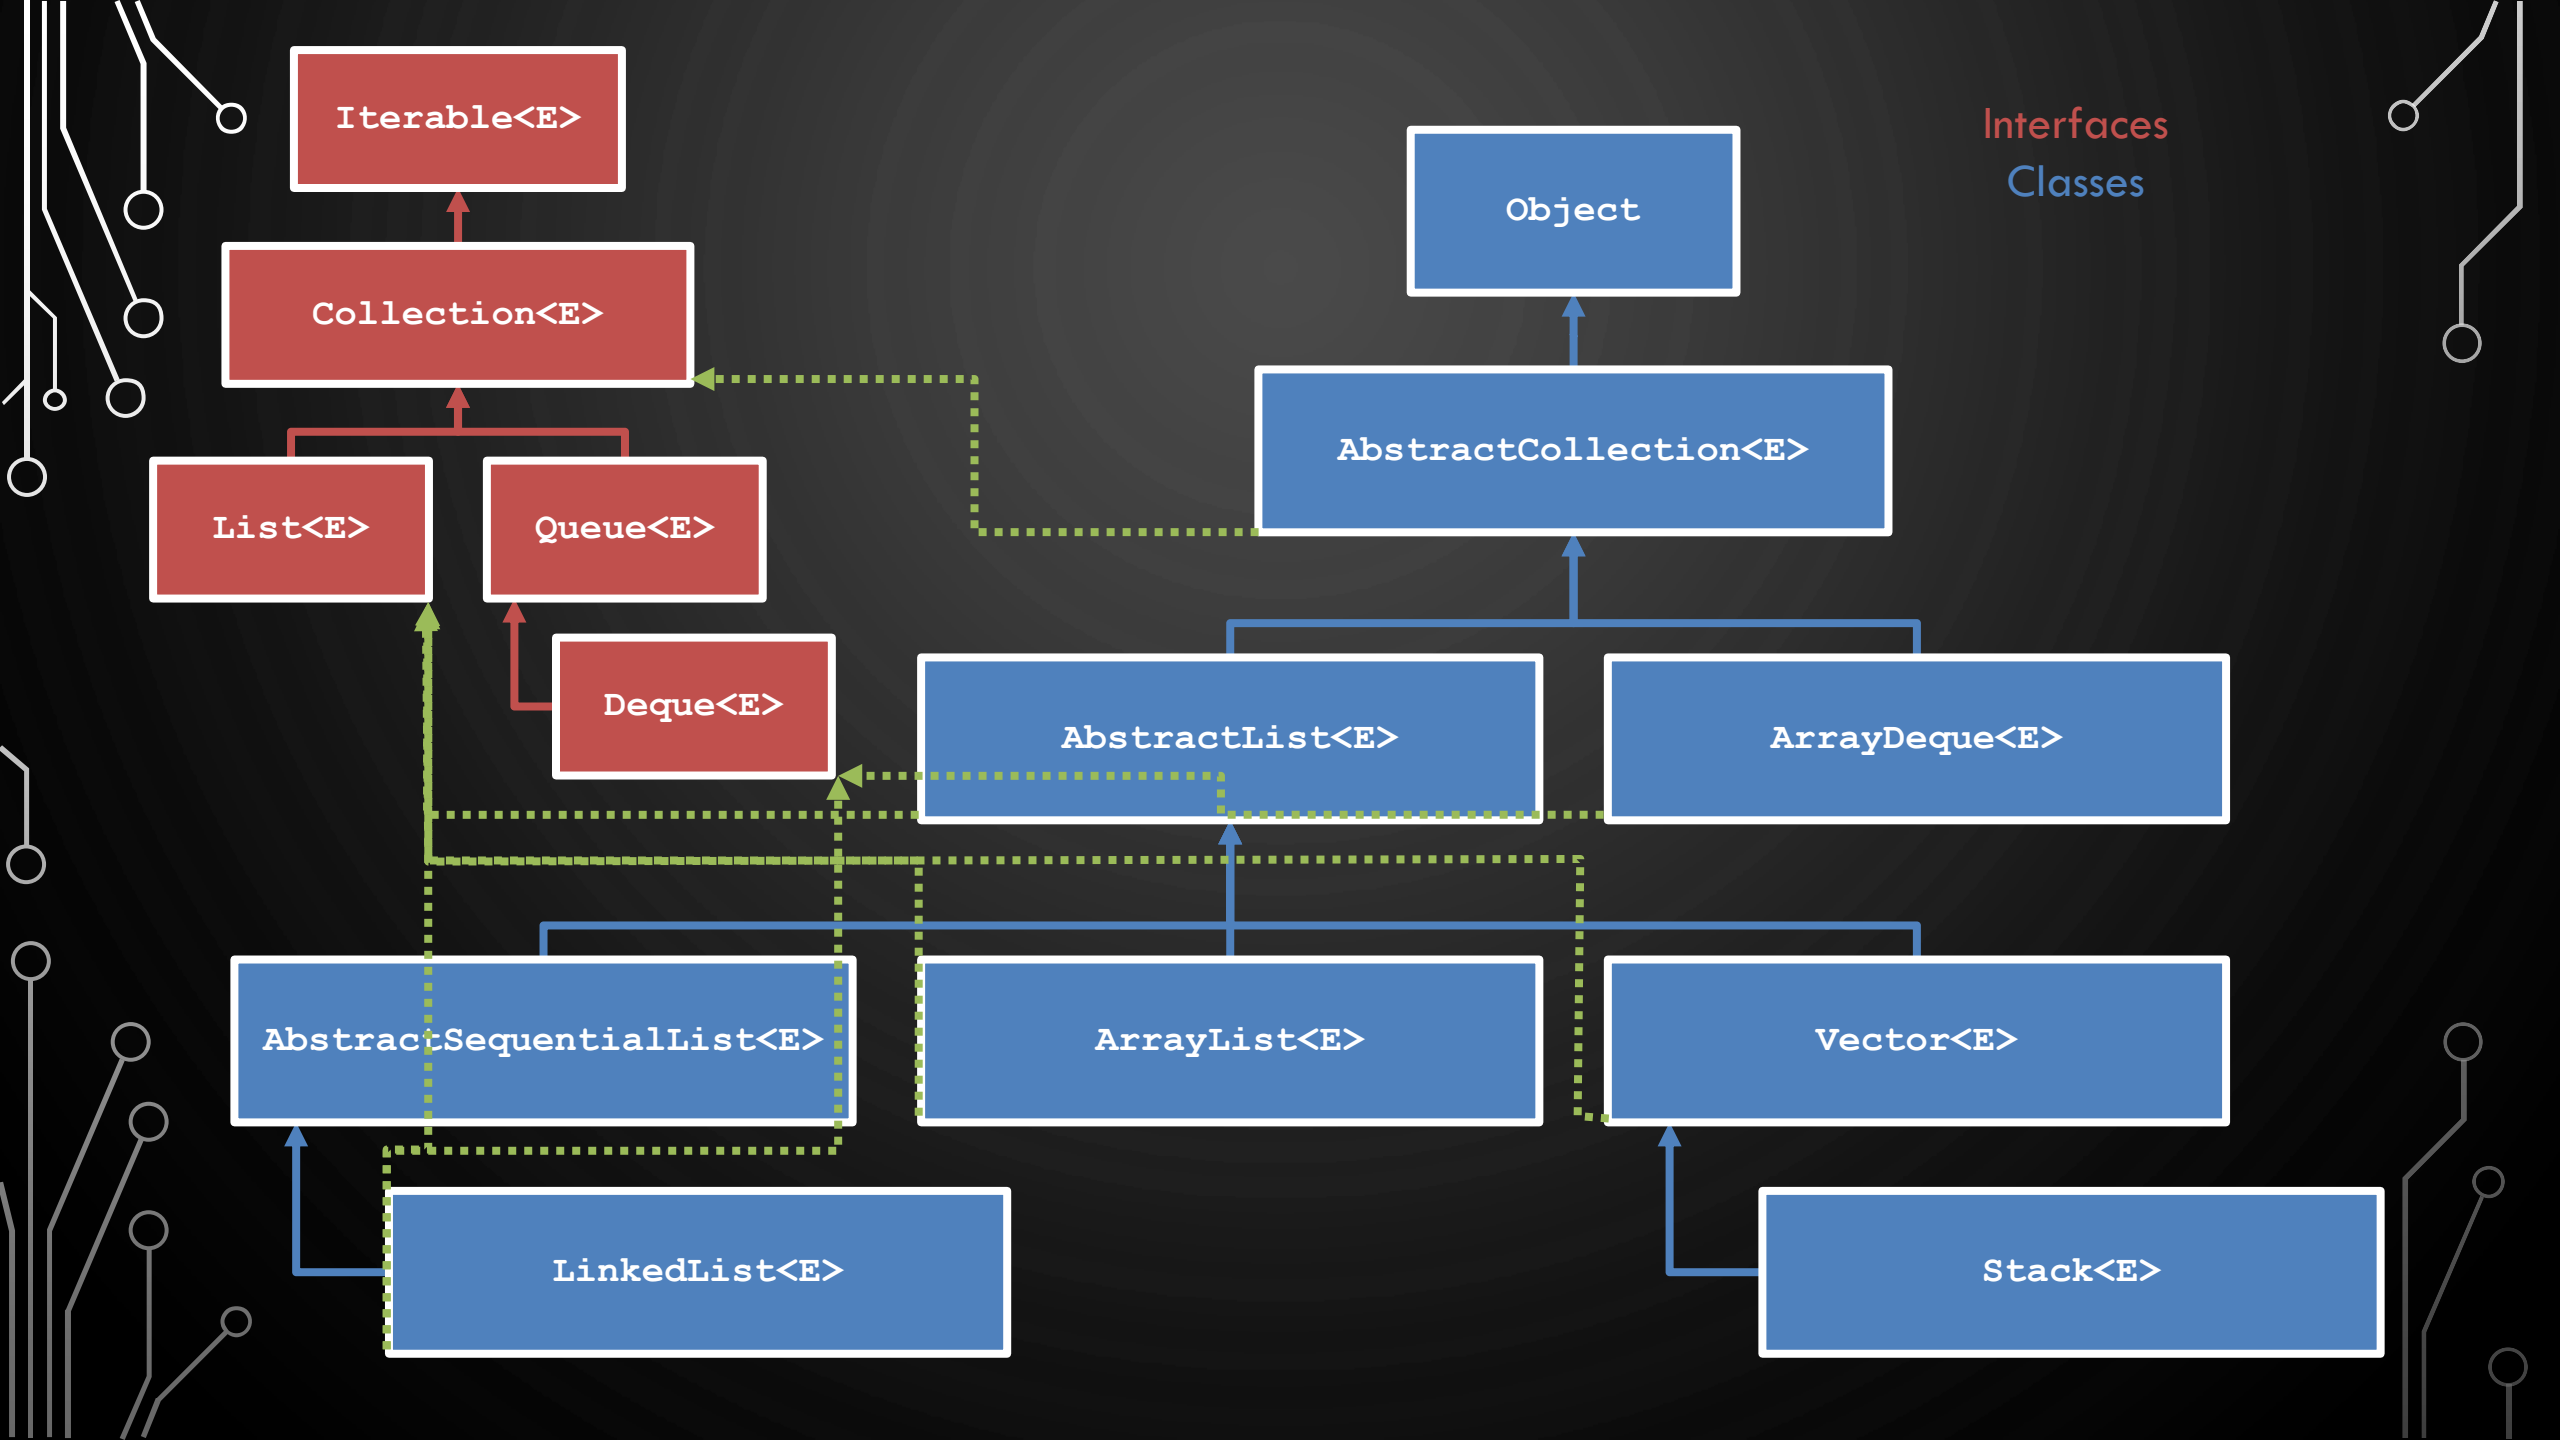 Iterable<E>
Interfaces
Classes
Object
Collection<E>
AbstractCollection<E>
List<E>
Queue<E>
Deque<E>
AbstractList<E>
ArrayDeque<E>
AbstractSequentialList<E>
ArrayList<E>
Vector<E>
LinkedList<E>
Stack<E>